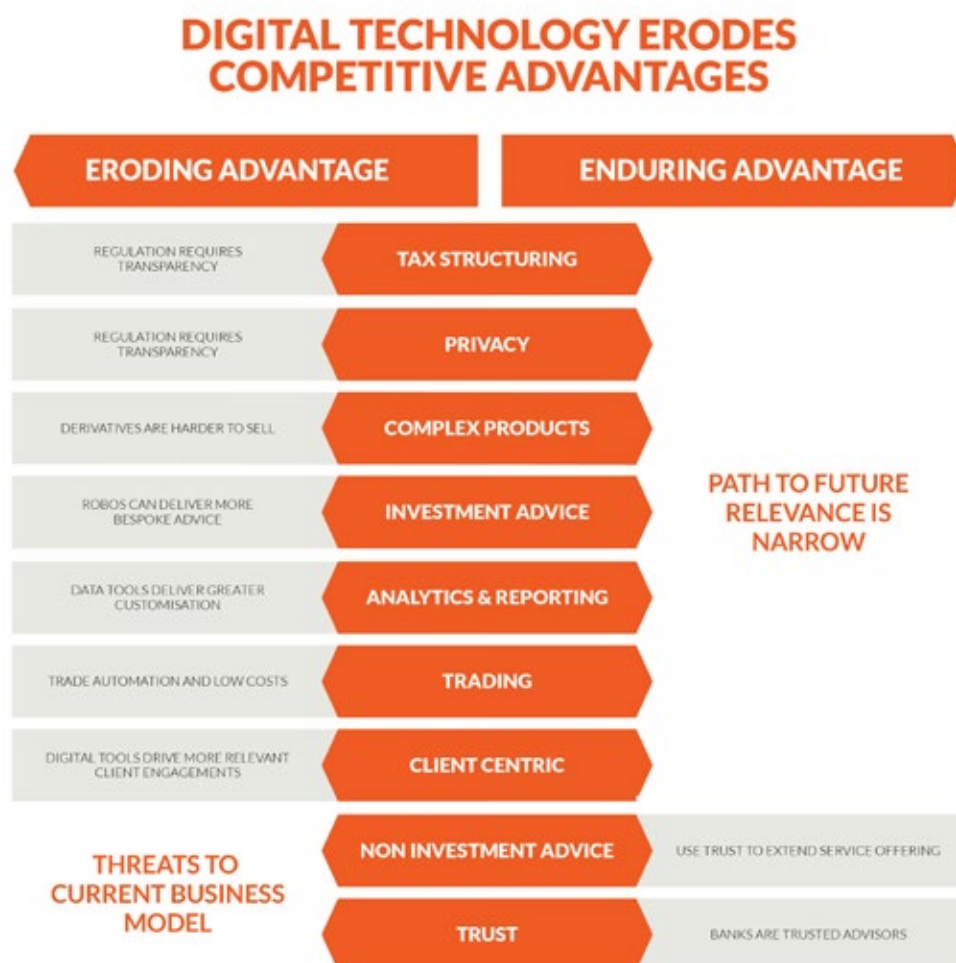 DIGITAL TECHNOLOGY ERODES
COMPETITIVE ADVANTAGES
ERODING ADVANTAGE
ENDURING ADVANTAGE
REGULATION REQUIRES
TRANSPARENCY
TAX STRUCTURING
REGULATION REQUIRES
TRANSPARENCY
PRIVACY
DERIVATIVES ARE HARDER TO SELL
COMPLEX PRODUCTS
ROBOS CAN DELIVER MORE
BESPOKE ADVICE
INVESTMENT ADVICE
PATH TO FUTURE
RELEVANCE IS
NARROW
DATA TOOLS DELIVER GREATER
CUSTOMISATION
ANALYTICS & REPORTING
TRADE AUTOMATION AND LOW COSTS
TRADING
DIGITAL TOOLS DRIVE MORE RELEVANT
CLIENT ENGAGEMENTS
CLIENT CENTRIC
THREATS TO
CURRENT BUSINESS
MODEL
NON INVESTMENT ADVICE
USE TRUST TO EXTEND SERVICE OFFERING
TRUST
BANKS ARE TRUSTED ADVISORS